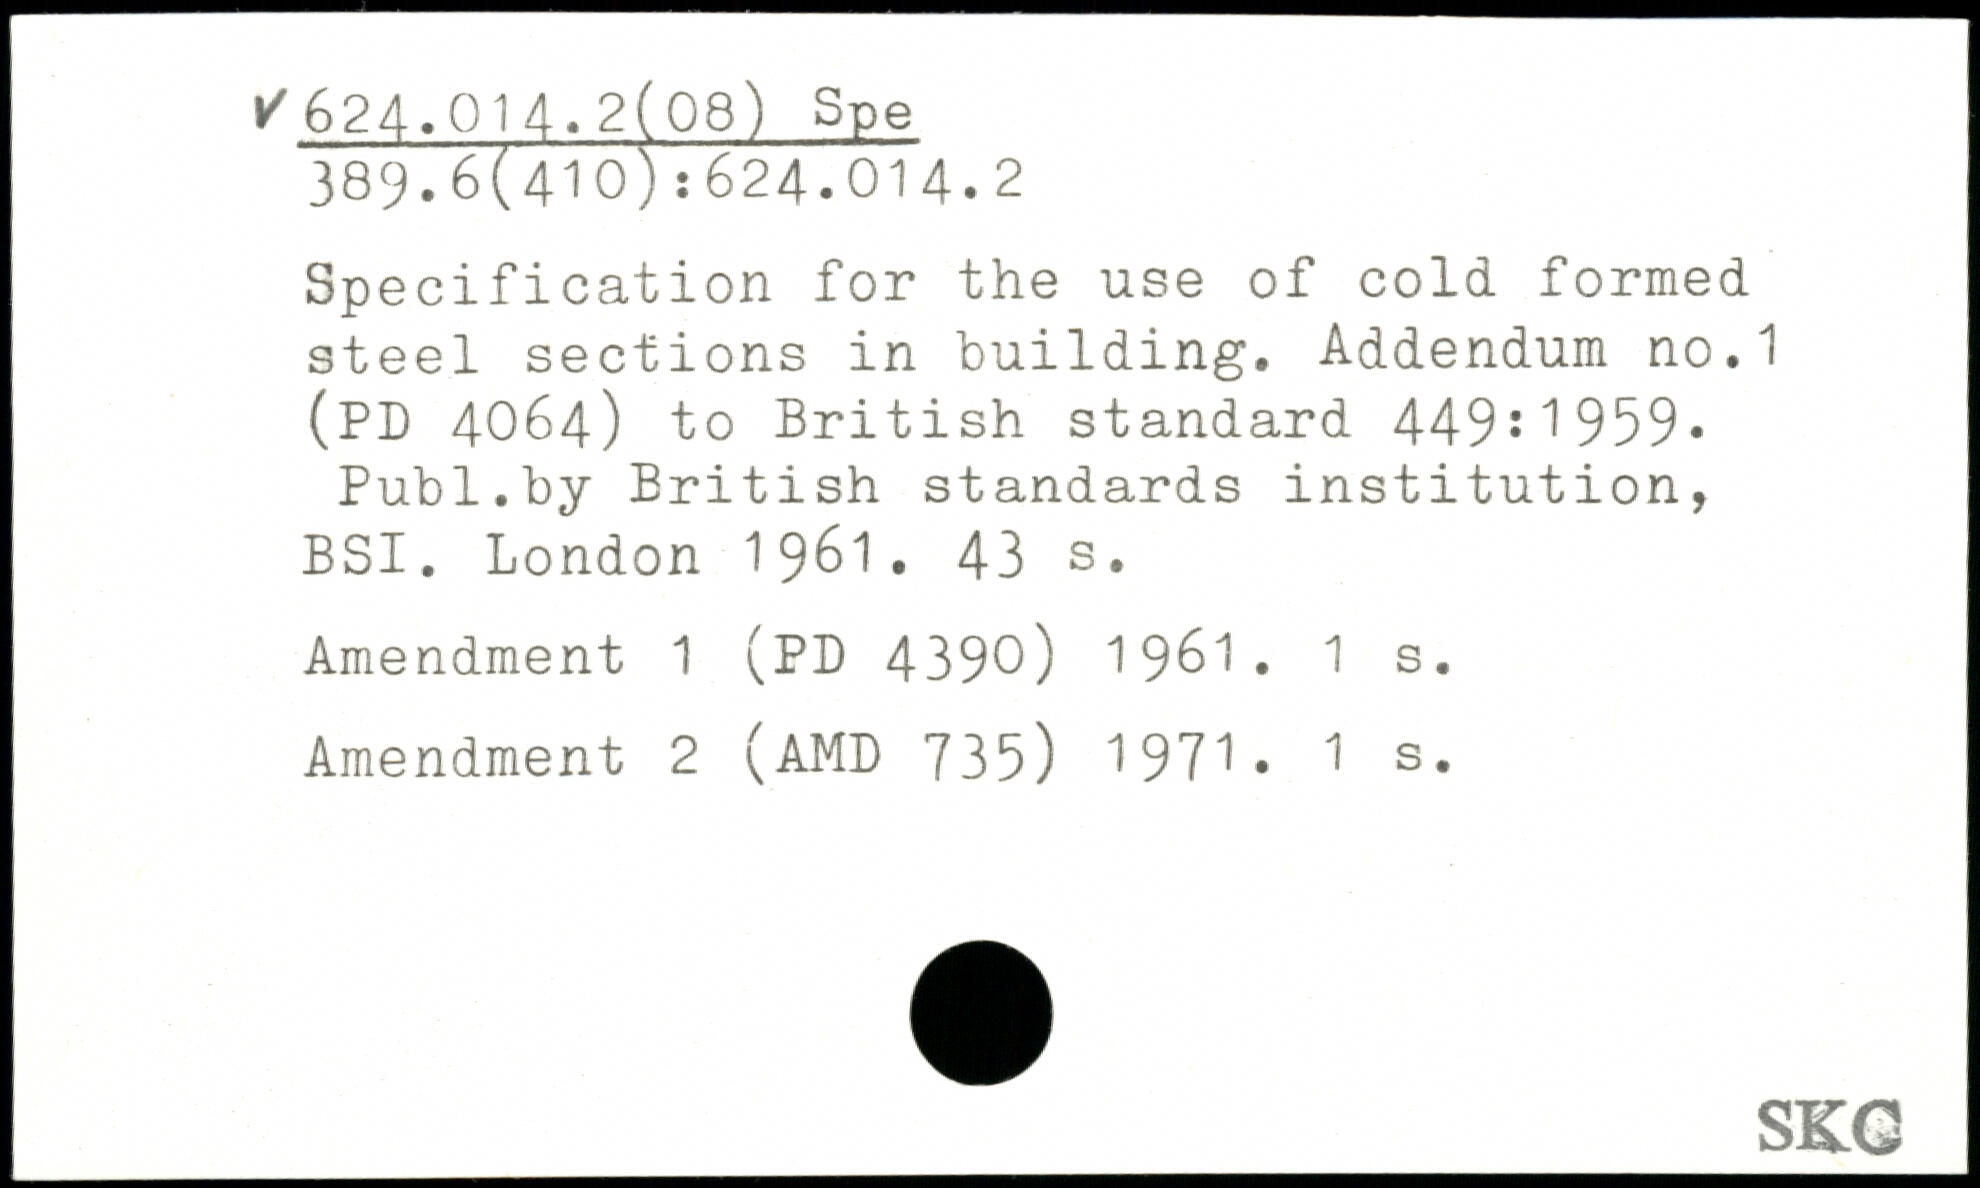 ✓ 624.014.2(08) Spe
389.6(410):624.014.2
Specification for the use of cold formed
steel sections in building. Addendum no.1
(PD 4064) to British standard 449:1959.
Publ.by British standards institution,
BSI. London 1961. 43 s.
Amendment 1 (PD 4390) 1961. 1 s.
Amendment 2 (AMD 735) 1971. 1 s.
SKC